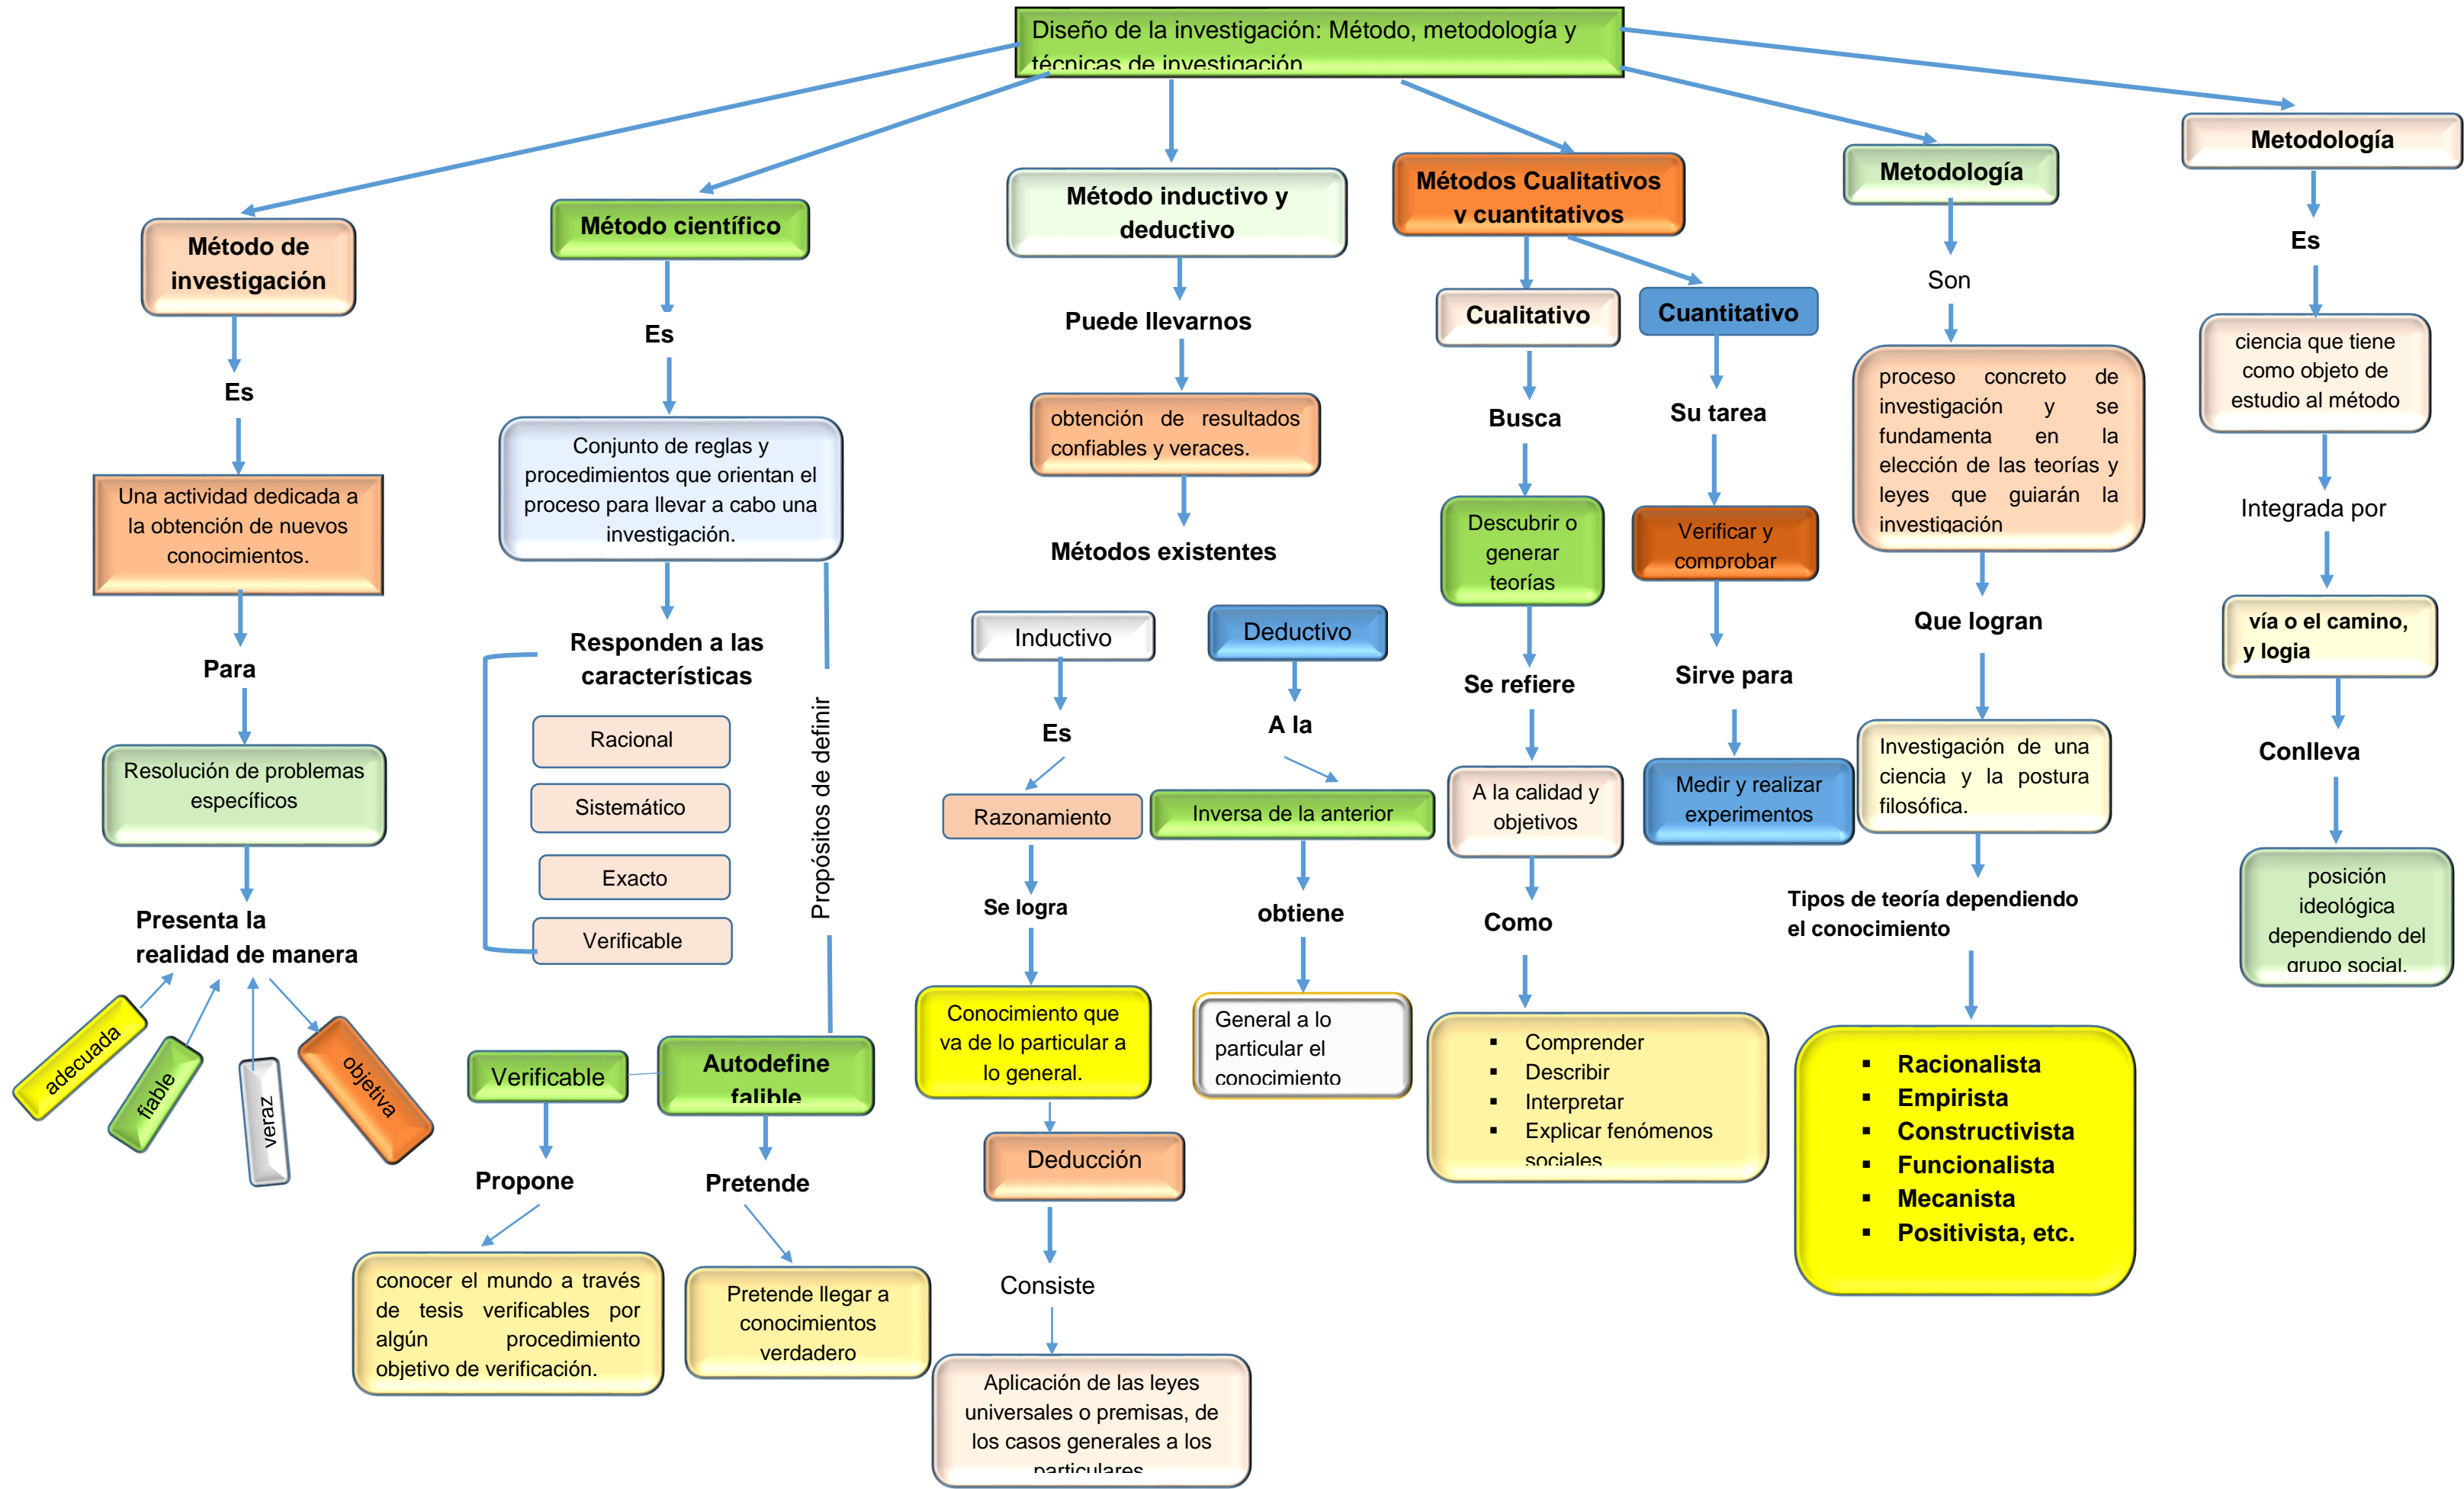 Diseño de la investigación: Método, metodología y
técnicas de investigación
Método de
investigación
Es
Una actividad dedicada a
la obtención de nuevos
conocimientos.
Para
Resolución de problemas
específicos
Presenta la
realidad de manera
adecuada
fiable
veraz
objetiva
Método científico
Es
Conjunto de reglas y
procedimientos que orientan el
proceso para llevar a cabo una
investigación.
Responden a las
características
Racional
Sistemático
Exacto
Verificable
Propósitos de definir
Verificable
Autodefine
falible
Propone
Pretende
conocer el mundo a través
de tesis verificables por
algún procedimiento
objetivo de verificación.
Pretende llegar a
conocimientos
verdadero
Método inductivo y
deductivo
Puede llevarnos
obtención de resultados
confiables y veraces.
Métodos existentes
Inductivo
Es
Razonamiento
Se logra
Conocimiento que
va de lo particular a
lo general.
Deducción
Consiste
Aplicación de las leyes
universales o premisas, de
los casos generales a los
particulares
Deductivo
A la
Inversa de la anterior
obtiene
General a lo
particular el
conocimiento
Métodos Cualitativos
y cuantitativos
Cualitativo
Busca
Descubrir o
generar
teorías
Se refiere
A la calidad y
objetivos
Como
▪ Comprender
▪ Describir
▪ Interpretar
▪ Explicar fenómenos
sociales
Cuantitativo
Su tarea
Verificar y
comprobar
Sirve para
Medir y realizar
experimentos
Metodología
Son
proceso concreto de
investigación y se
fundamenta en la
elección de las teorías y
leyes que guiarán la
investigación
Que logran
Investigación de una
ciencia y la postura
filosófica.
Tipos de teoría dependiendo
el conocimiento
▪ Racionalista
▪ Empirista
▪ Constructivista
▪ Funcionalista
▪ Mecanista
▪ Positivista, etc.
Metodología
Es
ciencia que tiene
como objeto de
estudio al método
Integrada por
vía o el camino,
y logia
Conlleva
posición
ideológica
dependiendo del
grupo social.